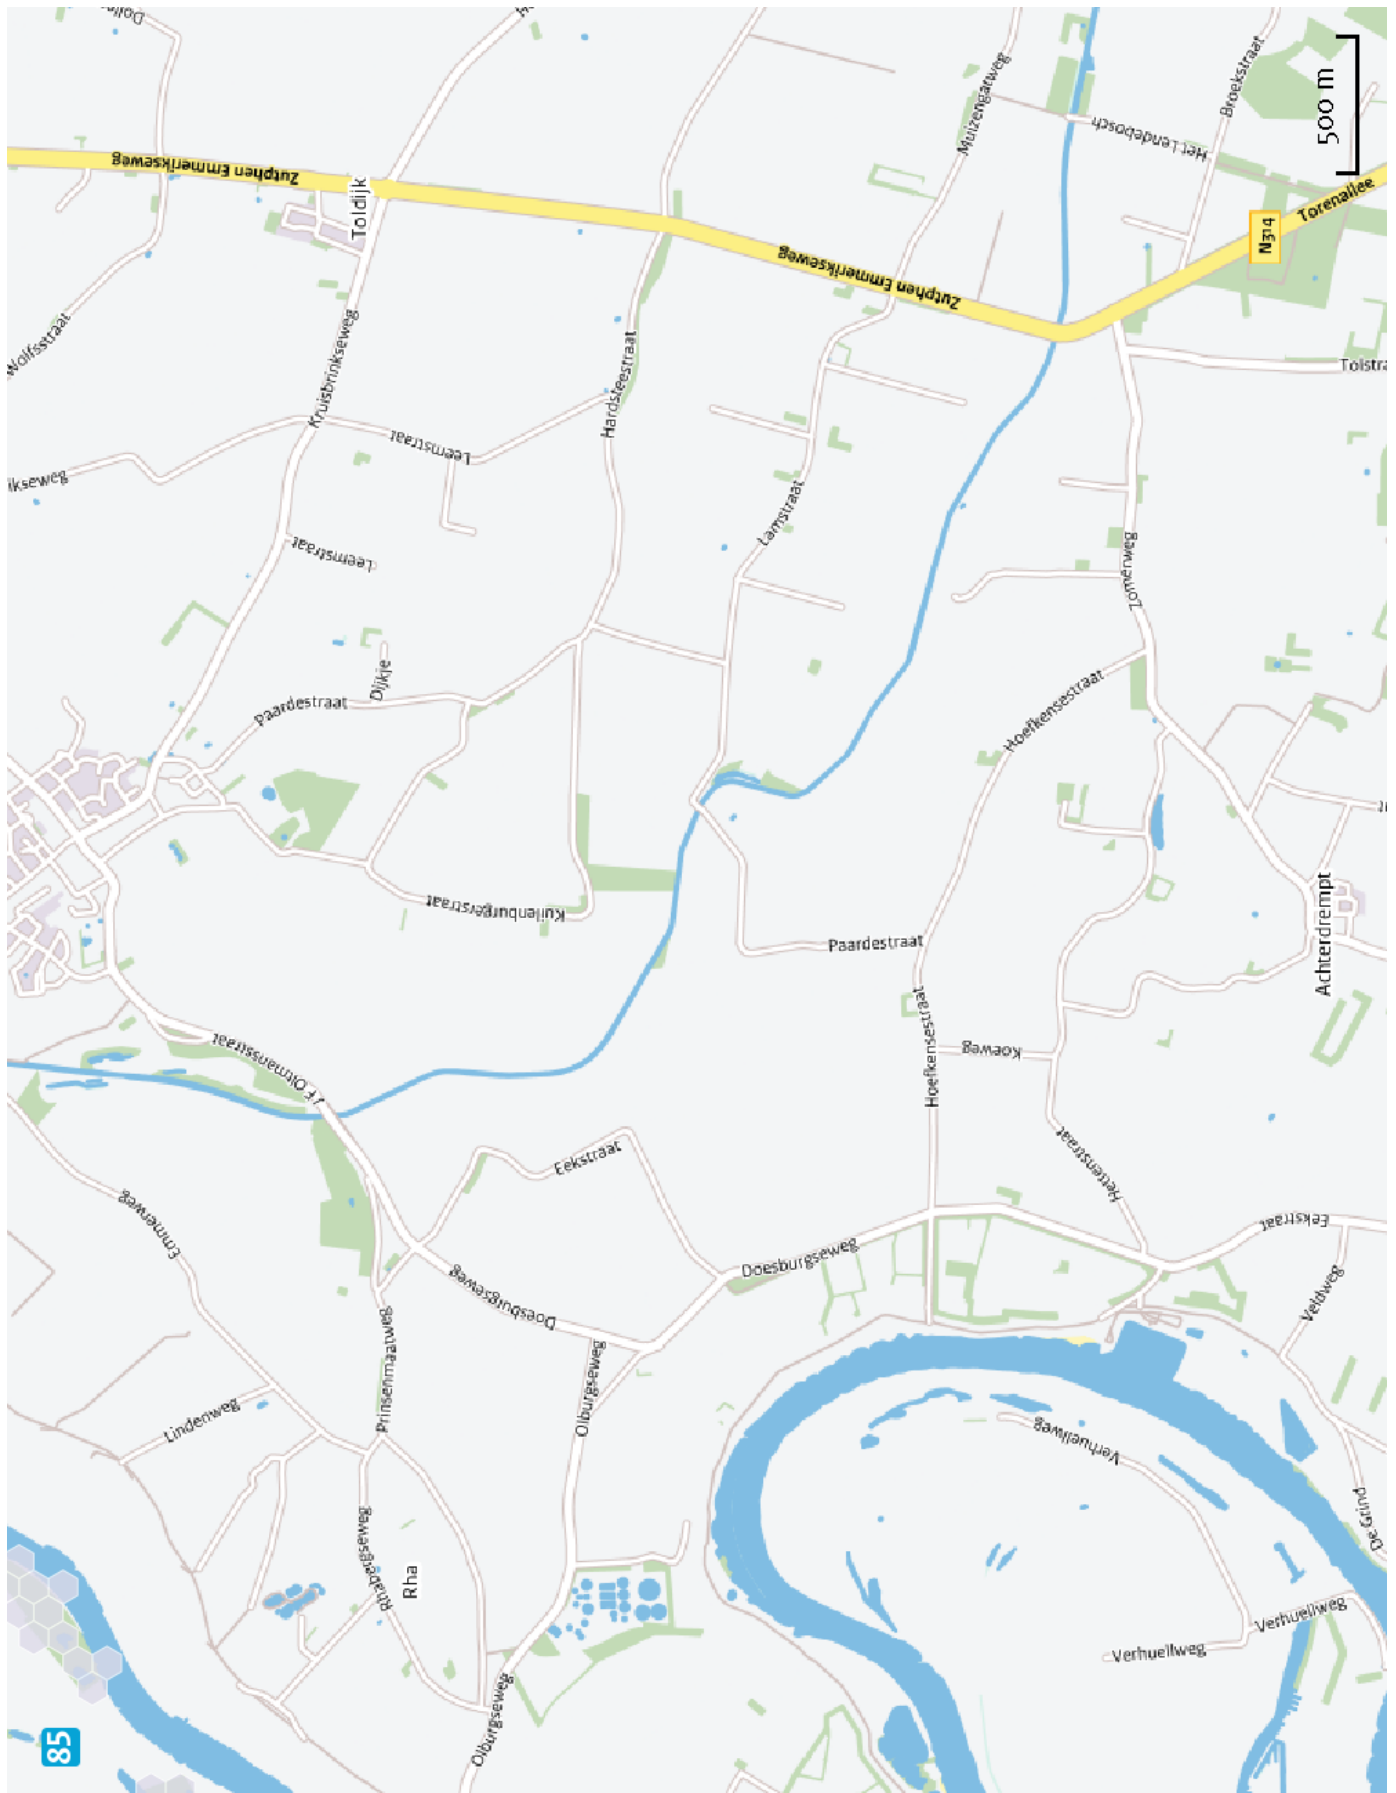 Zutphen Emmerikseweg
Toldijk
Wolfsstraat
Kruisbrinkseweg
ikseweg
Leemstraat
Leemstraat
Hardsteestraat
Muizengatweg
Broekstraat
Het Lendebosch
500 m
Torenallee
N314
Zutphen Emmerikseweg
Tolstra
Lamstraat
Zomerweg
Dijkje
Paardestraat
Hoefkensestraat
Kuilenburgerstraat
Paardestraat
Achterdrempt
Hoefkensestraat
Koeweg
J F Oltmansstraat
Eekstraat
Hettenstraat
Emmerweg
Doesburgseweg
Doesburgseweg
Eekstraat
Veldweg
Prinsenmaatweg
Olburgseweg
Lindenweg
Verhuellweg
Rhabergseweg
Rha
De Grind
Verhuellweg
Verhuellweg
Olburgseweg
85